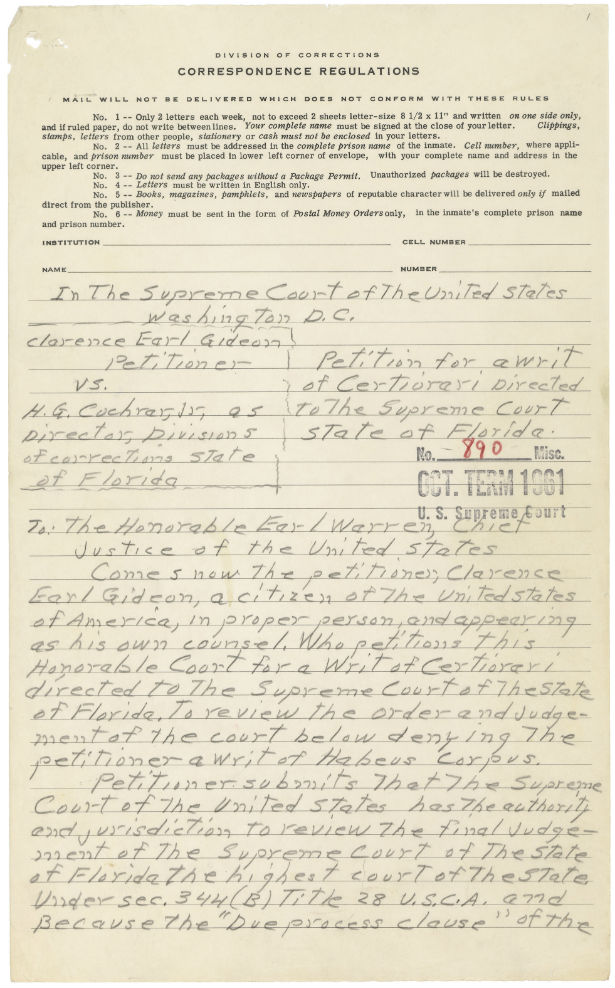 1
DIVISION OF CORRECTIONS
CORRESPONDENCE REGULATIONS
MAIL WILL NOT BE DELIVERED WHICH DOES NOT CONFORM WITH THESE RULES
No. 1 -- Only 2 letters each week, not to exceed 2 sheets letter-size 8 1/2 x 11" and written on one side only,
and if ruled paper, do not write between lines. Your complete name must be signed at the close of your letter. Clippings,
stamps, letters from other people, stationery or cash must not be enclosed in your letters.
No. 2 -- All letters must be addressed in the complete prison name of the inmate. Cell number, where appli-
cable, and prison number must be placed in lower left corner of envelope, with your complete name and address in the
upper left corner.
No. 3 -- Do not send any packages without a Package Permit. Unauthorized packages will be destroyed.
No. 4 -- Letters must be written in English only.
No. 5 -- Books, magazines, pamphlets, and newspapers of reputable character will be delivered only if mailed
direct from the publisher.
No. 6 -- Money must be sent in the form of Postal Money Orders only, in the inmate's complete prison name
and prison number.
INSTITUTION CELL NUMBER
NAME NUMBER
In The Supreme Court of The United States
Washington D.C.
Clarence Earl Gideon
Petitioner
vs.
H.G. Cochran, Jr, as
Director, Divisions
of corrections State
of Florida
Petition for a writ
of Certiorari Directed
to The Supreme Court
State of Florida.
No. 890 Misc.
OCT. TERM 1961
U. S. Supreme Court
To: The Honorable Earl Warren, Chief
Justice of the United States
Comes now the petitioner, Clarence
Earl Gideon, a citizen of The United states
of America, in proper person, and appearing
as his own counsel. Who petitions this
Honorable Court for a Writ of Certiorari
directed to The Supreme Court of The State
of Florida. To review the order and Judge-
ment of the court below denying The
petitioner a writ of Habeus Corpus.
Petitioner submits That The Supreme
Court of The United States has The authority
and jurisdiction to review The final Judge-
ment of The Supreme Court of The State
of Florida the highest court of The State
Under sec. 344(B) Title 28 U.S.C.A. and
Because the "Due process clause" of the